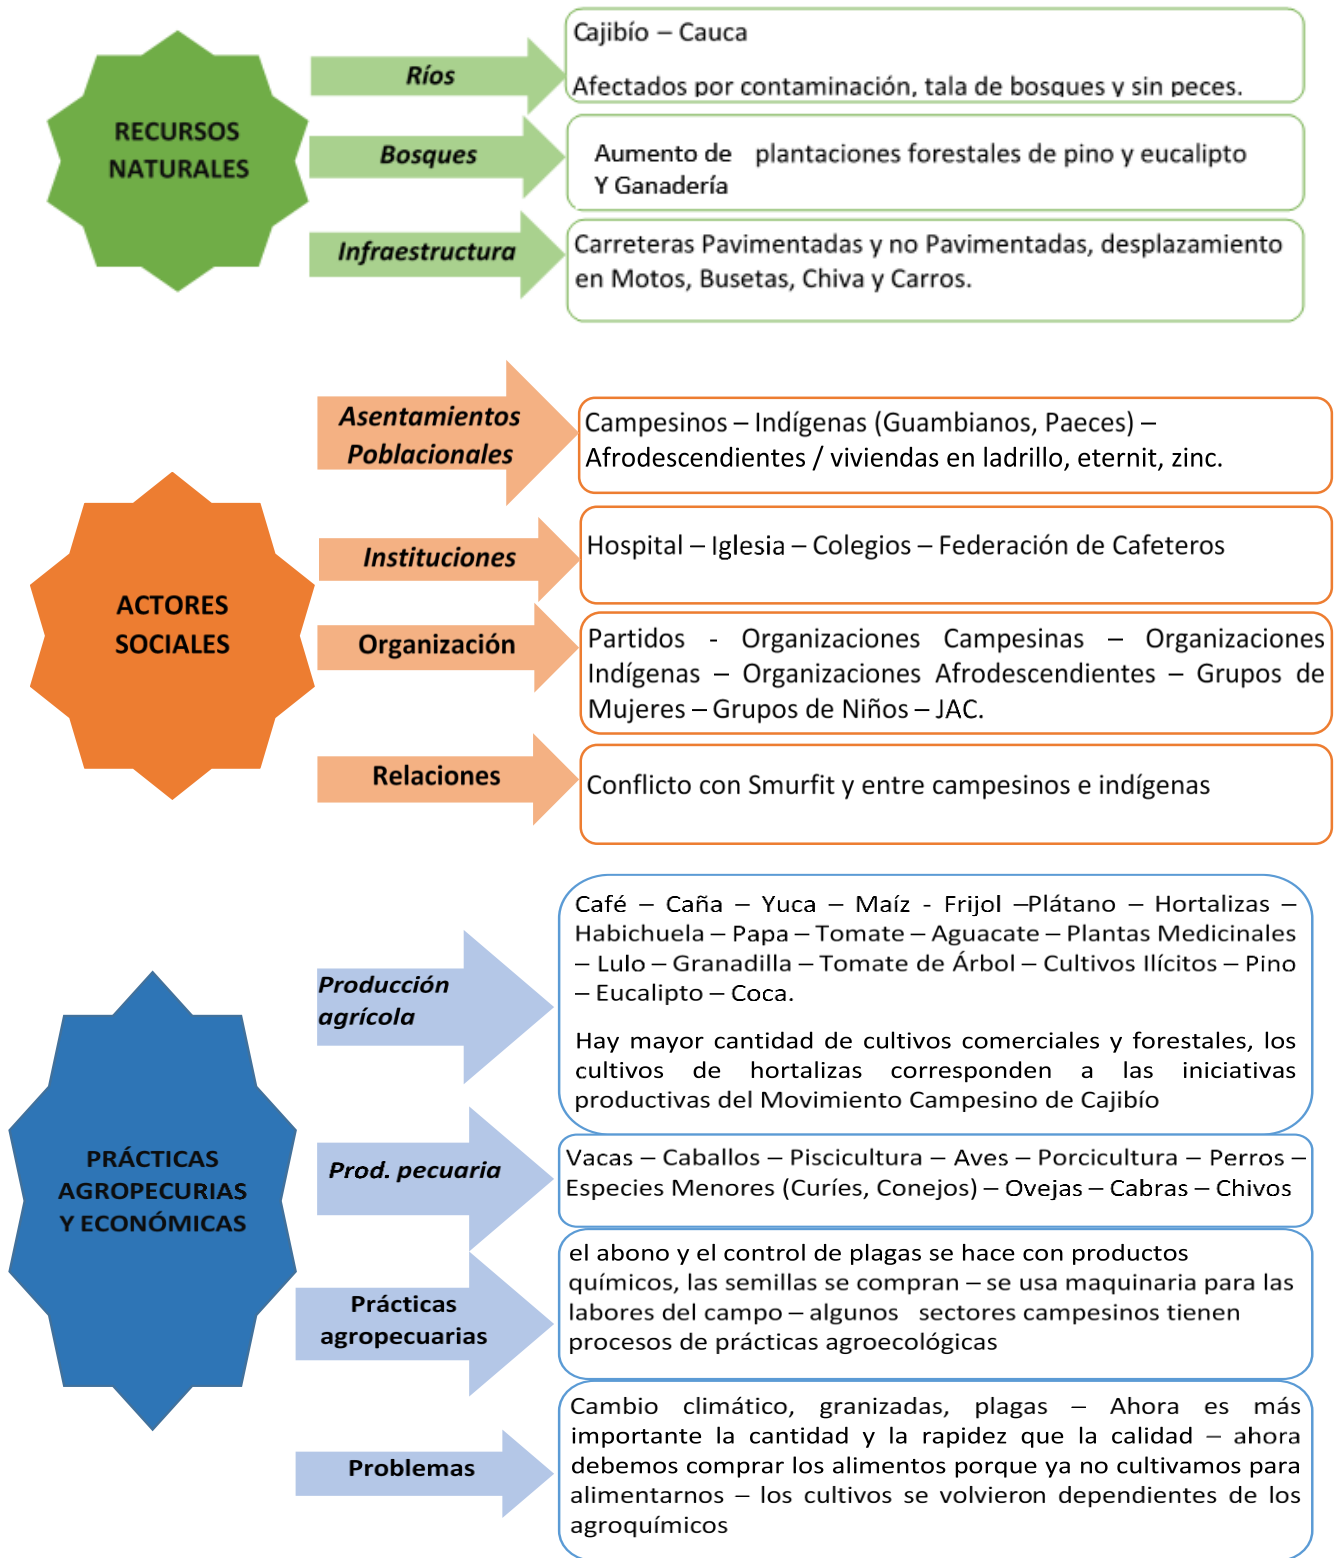 RECURSOS
NATURALES
Ríos
Cajibío – Cauca
Afectados por contaminación, tala de bosques y sin peces.
Bosques
Aumento de plantaciones forestales de pino y eucalipto
Y Ganadería
Infraestructura
Carreteras Pavimentadas y no Pavimentadas, desplazamiento
en Motos, Busetas, Chiva y Carros.
ACTORES
SOCIALES
Asentamientos
Poblacionales
Campesinos – Indígenas (Guambianos, Paeces) –
Afrodescendientes / viviendas en ladrillo, eternit, zinc.
Instituciones
Hospital – Iglesia – Colegios – Federación de Cafeteros
Organización
Partidos - Organizaciones Campesinas – Organizaciones
Indígenas – Organizaciones Afrodescendientes – Grupos de
Mujeres – Grupos de Niños – JAC.
Relaciones
Conflicto con Smurfit y entre campesinos e indígenas
PRÁCTICAS
AGROPECURIAS
Y ECONÓMICAS
Producción
agrícola
Café – Caña – Yuca – Maíz - Frijol –Plátano – Hortalizas –
Habichuela – Papa – Tomate – Aguacate – Plantas Medicinales
– Lulo – Granadilla – Tomate de Árbol – Cultivos Ilícitos – Pino
– Eucalipto – Coca.
Hay mayor cantidad de cultivos comerciales y forestales, los
cultivos de hortalizas corresponden a las iniciativas
productivas del Movimiento Campesino de Cajibío
Prod. pecuaria
Vacas – Caballos – Piscicultura – Aves – Porcicultura – Perros –
Especies Menores (Curíes, Conejos) – Ovejas – Cabras – Chivos
Prácticas
agropecuarias
el abono y el control de plagas se hace con productos
químicos, las semillas se compran – se usa maquinaria para las
labores del campo – algunos sectores campesinos tienen
procesos de prácticas agroecológicas
Problemas
Cambio climático, granizadas, plagas – Ahora es más
importante la cantidad y la rapidez que la calidad – ahora
debemos comprar los alimentos porque ya no cultivamos para
alimentarnos – los cultivos se volvieron dependientes de los
agroquímicos